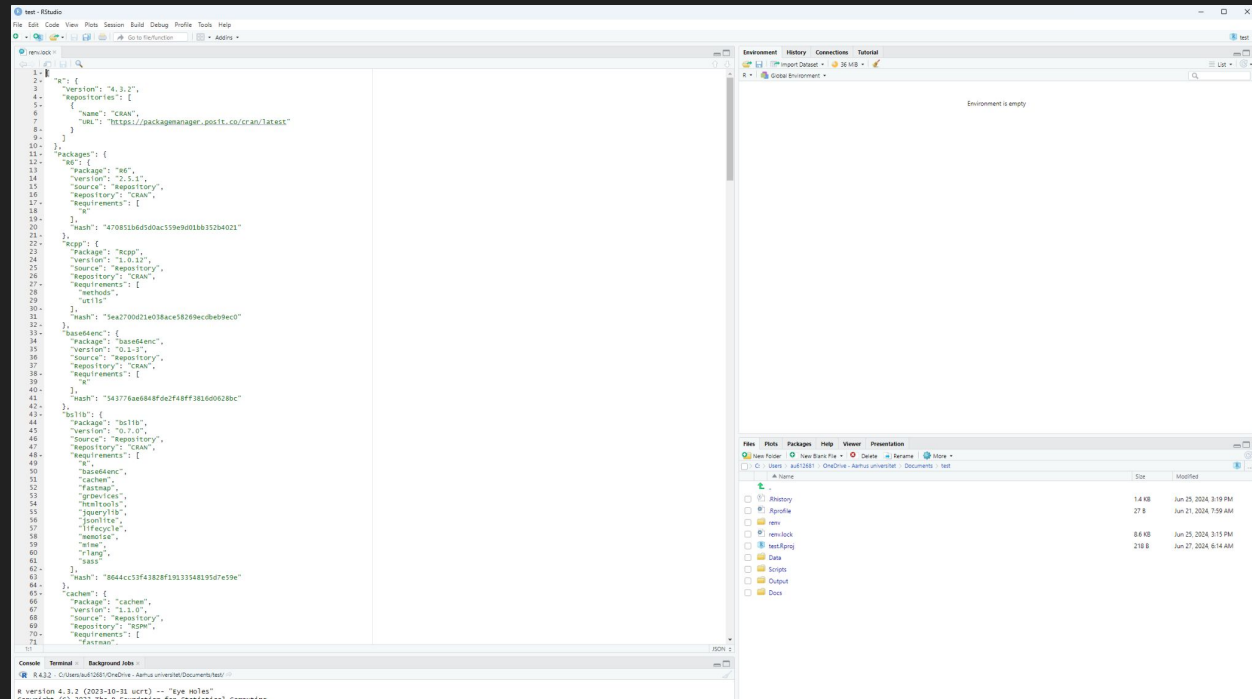 test - RStudio
File Edit Code View Plots Session Build Debug Profile Tools Help
Go to file/function Addins
test
renv.lock
1 {
2 "R": {
3 "Version": "4.3.2",
4 "Repositories": [
5 {
6 "Name": "CRAN",
7 "URL": "https://packagemanager.posit.co/cran/latest"
8 }
9 ]
10 },
11 "Packages": {
12 "R6": {
13 "Package": "R6",
14 "Version": "2.5.1",
15 "Source": "Repository",
16 "Repository": "CRAN",
17 "Requirements": [
18 "R"
19 ],
20 "Hash": "470851b6d5d0ac559e9d01bb352b4021"
21 },
22 "Rcpp": {
23 "Package": "Rcpp",
24 "Version": "1.0.12",
25 "Source": "Repository",
26 "Repository": "CRAN",
27 "Requirements": [
28 "methods",
29 "utils"
30 ],
31 "Hash": "5ea2700d21e038ace58269ecdbeb9ec0"
32 },
33 "base64enc": {
34 "Package": "base64enc",
35 "Version": "0.1-3",
36 "Source": "Repository",
37 "Repository": "CRAN",
38 "Requirements": [
39 "R"
40 ],
41 "Hash": "543776ae6848fde2f48ff3816d0628bc"
42 },
43 "bslib": {
44 "Package": "bslib",
45 "Version": "0.7.0",
46 "Source": "Repository",
47 "Repository": "CRAN",
48 "Requirements": [
49 "R",
50 "base64enc",
51 "cachem",
52 "fastmap",
53 "grDevices",
54 "htmltools",
55 "jquerylib",
56 "jsonlite",
57 "lifecycle",
58 "memoise",
59 "mime",
60 "rlang",
61 "sass"
62 ],
63 "Hash": "8644cc53f43828f19133548195d7e59e"
64 },
65 "cachem": {
66 "Package": "cachem",
67 "Version": "1.1.0",
68 "Source": "Repository",
69 "Repository": "RSPM",
70 "Requirements": [
71 "fastmap",
1:1 JSON
Console Terminal Background Jobs
R 4.3.2 · C:/Users/au612681/OneDrive - Aarhus universitet/Documents/test/
R version 4.3.2 (2023-10-31 ucrt) -- "Eye Holes"
Copyright (C) 2023 The R Foundation for Statistical Computing
Environment History Connections Tutorial
Import Dataset 36 MiB List
R Global Environment
Environment is empty
Files Plots Packages Help Viewer Presentation
New Folder New Blank File Delete Rename More
C: Users au612681 OneDrive - Aarhus universitet Documents test
Name Size Modified
..
.Rhistory 1.4 KB Jun 25, 2024, 3:19 PM
.Rprofile 27 B Jun 21, 2024, 7:59 AM
renv
renv.lock 8.6 KB Jun 25, 2024, 3:15 PM
test.Rproj 218 B Jun 27, 2024, 6:14 AM
Data
Scripts
Output
Docs